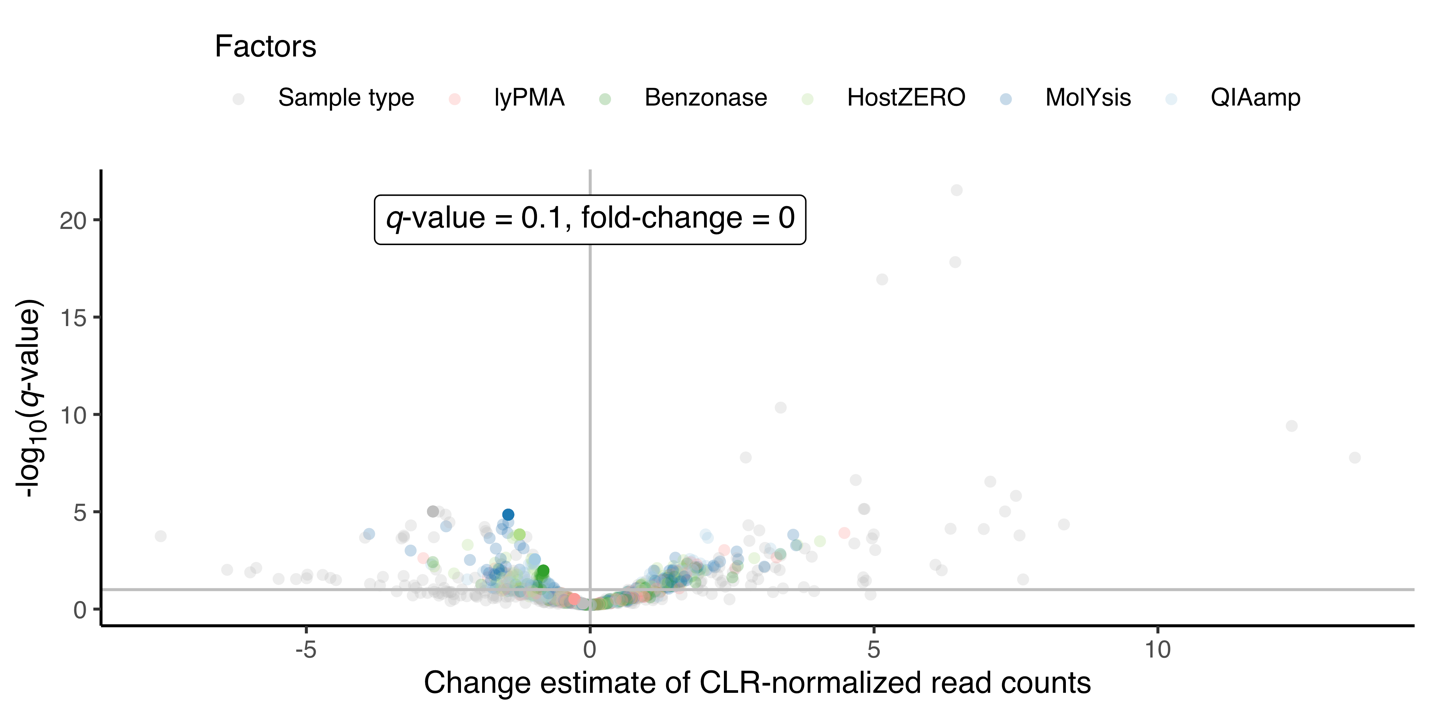 Factors
Sample type lyPMA Benzonase HostZERO MolYsis QIAamp
q-value = 0.1, fold-change = 0
-log10(q-value)
20
15
10
5
0
-5 0 5 10
Change estimate of CLR-normalized read counts